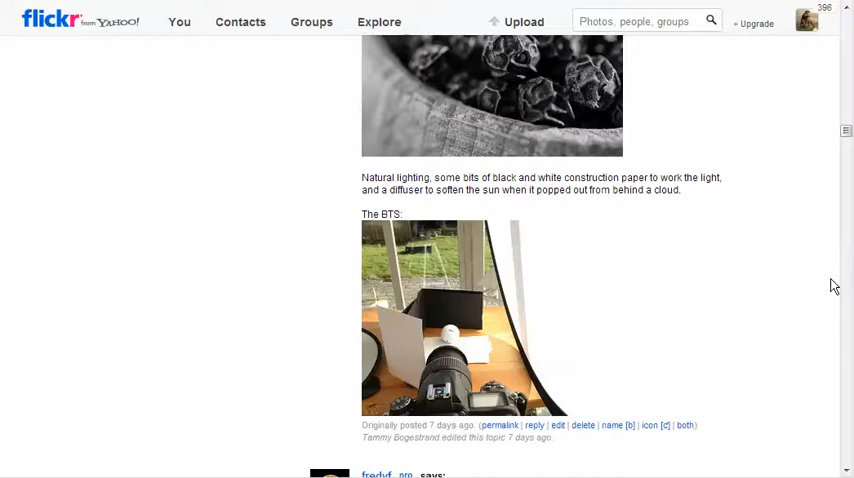 flickr from YAHOO! You Contacts Groups Explore Upload Photos, people, groups + Upgrade 396
Natural lighting, some bits of black and white construction paper to work the light,
and a diffuser to soften the sun when it popped out from behind a cloud,
The BTS:
Originally posted 7 days ago. (permalink | reply | edit | delete | name [b] | icon [c] | both)
Tammy Bogestrand edited this topic 7 days ago.
fredyf pro says: